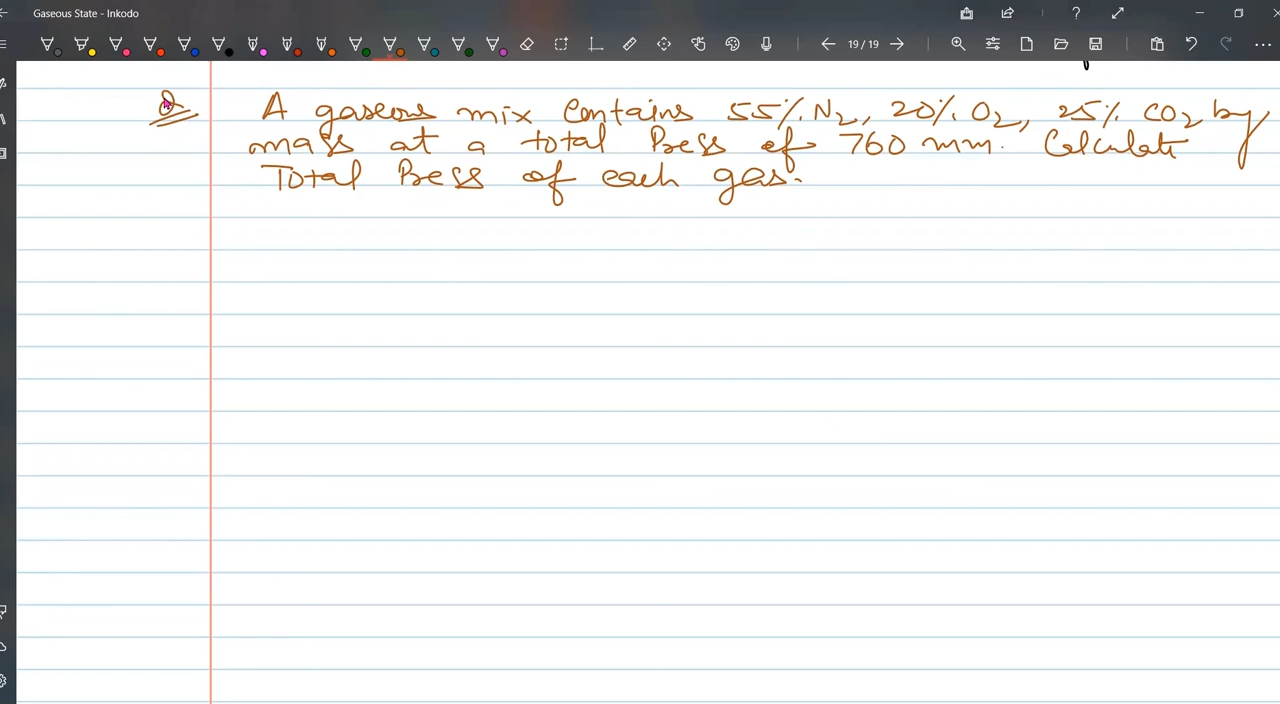 Gaseous State - Inkodo
19/19
Q A gaseous mix Contains 55% N2, 20% O2, 25% CO2 by
mass at a total Press of 760 mm. Calculate
Total Press of each gas.